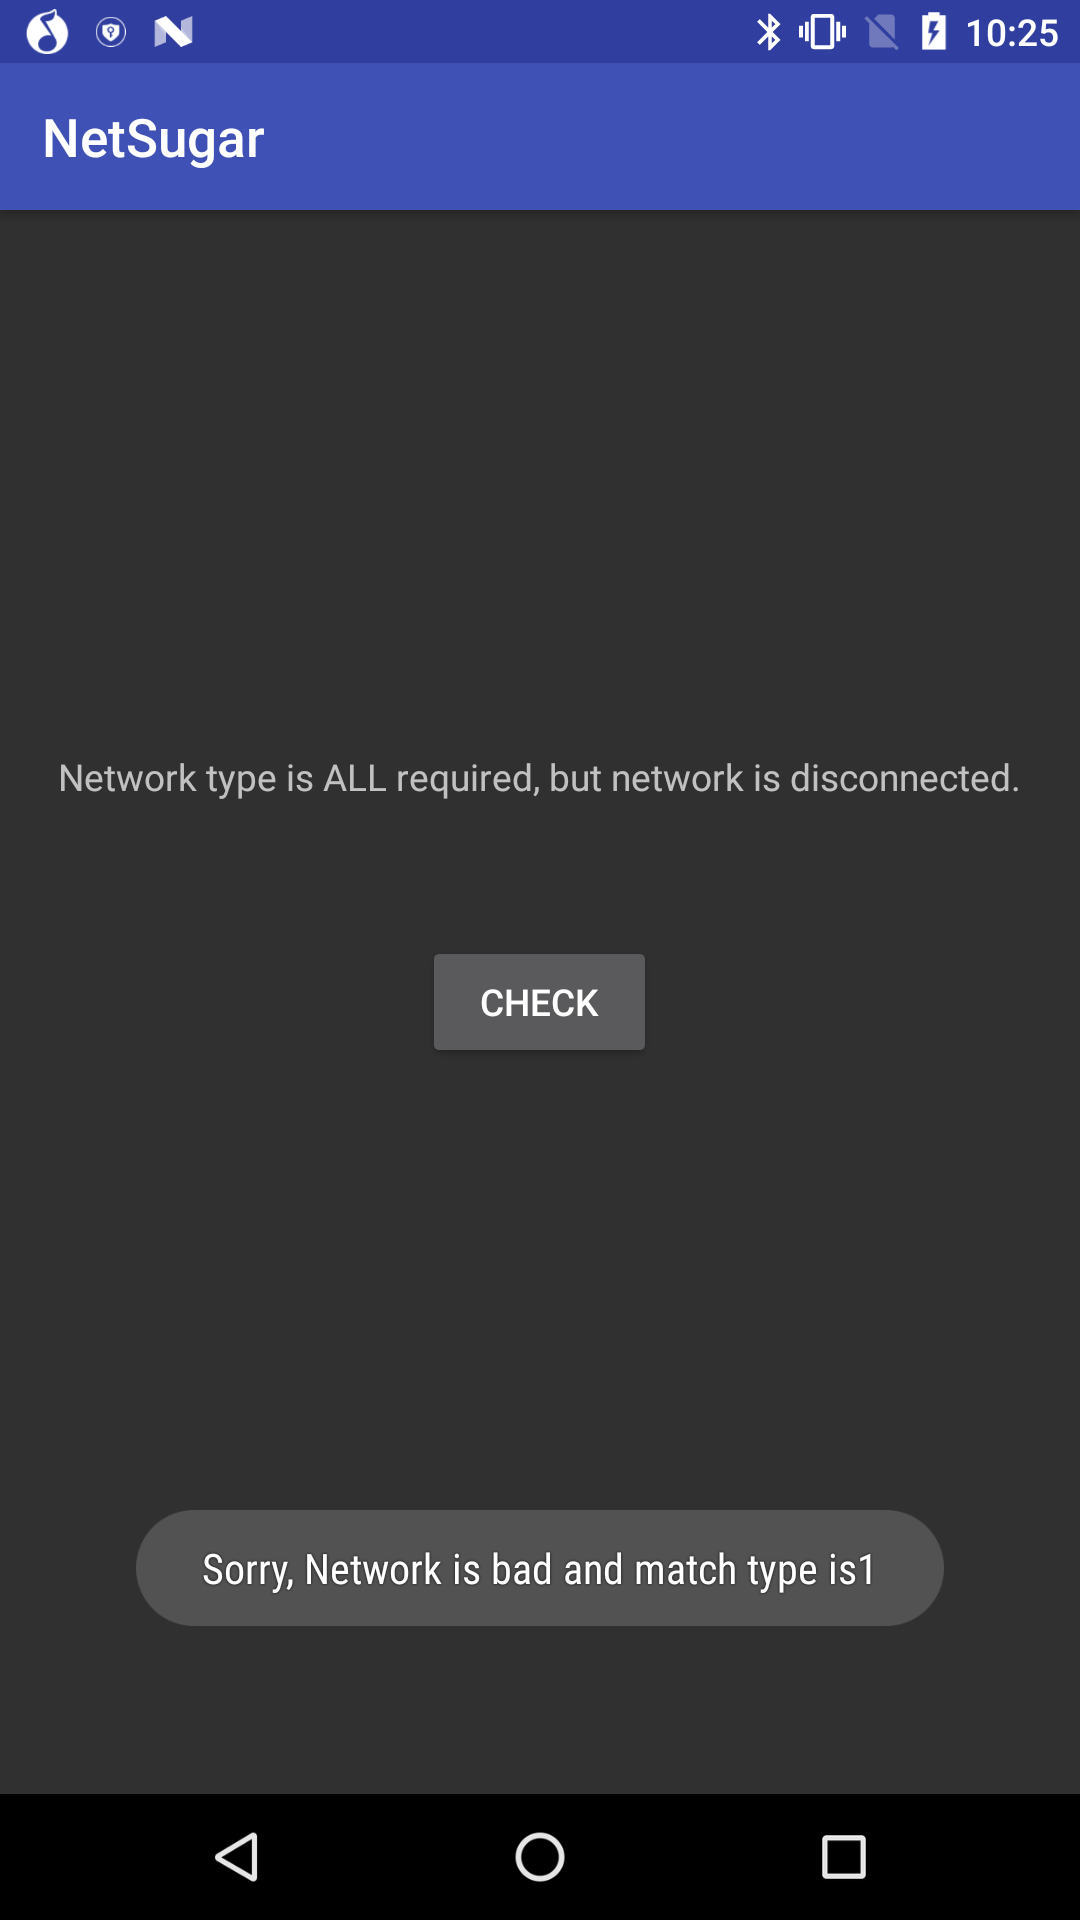 10:25
NetSugar
Network type is ALL required, but network is disconnected.
CHECK
Sorry, Network is bad and match type is1